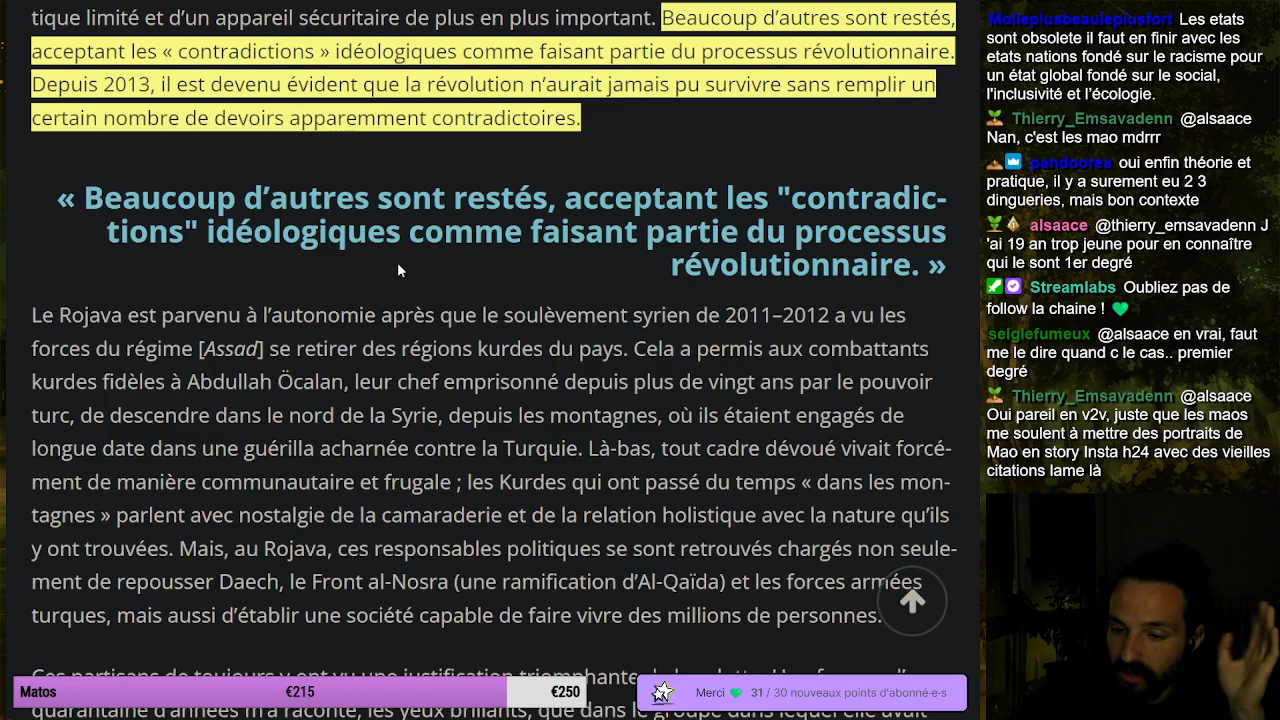 tique limité et d’un appareil sécuritaire de plus en plus important. Beaucoup d’autres sont restés,
acceptant les « contradictions » idéologiques comme faisant partie du processus révolutionnaire.
Depuis 2013, il est devenu évident que la révolution n’aurait jamais pu survivre sans remplir un
certain nombre de devoirs apparemment contradictoires.
« Beaucoup d’autres sont restés, acceptant les "contradic-
tions" idéologiques comme faisant partie du processus
révolutionnaire. »
Le Rojava est parvenu à l’autonomie après que le soulèvement syrien de 2011–2012 a vu les
forces du régime [Assad] se retirer des régions kurdes du pays. Cela a permis aux combattants
kurdes fidèles à Abdullah Öcalan, leur chef emprisonné depuis plus de vingt ans par le pouvoir
turc, de descendre dans le nord de la Syrie, depuis les montagnes, où ils étaient engagés de
longue date dans une guérilla acharnée contre la Turquie. Là-bas, tout cadre dévoué vivait forcé-
ment de manière communautaire et frugale ; les Kurdes qui ont passé du temps « dans les mon-
tagnes » parlent avec nostalgie de la camaraderie et de la relation holistique avec la nature qu’ils
y ont trouvées. Mais, au Rojava, ces responsables politiques se sont retrouvés chargés non seule-
ment de repousser Daech, le Front al-Nosra (une ramification d’Al-Qaïda) et les forces armées
turques, mais aussi d’établir une société capable de faire vivre des millions de personnes.
Matos €215 €250
Merci 31 / 30 nouveaux points d'abonné·e·s
Molleplusbeauleplusfort Les etats
sont obsolete il faut en finir avec les
etats nations fondé sur le racisme pour
un état global fondé sur le social,
l'inclusivité et l'écologie.
Thierry_Emsavadenn @alsaace
Nan, c'est les mao mdrrr
pandoorea oui enfin théorie et
pratique, il y a surement eu 2 3
dingueries, mais bon contexte
alsaace @thierry_emsavadenn J
'ai 19 an trop jeune pour en connaître
qui le sont 1er degré
Streamlabs Oubliez pas de
follow la chaine !
seiglefumeux @alsaace en vrai, faut
me le dire quand c le cas.. premier
degré
Thierry_Emsavadenn @alsaace
Oui pareil en v2v, juste que les maos
me soulent à mettre des portraits de
Mao en story Insta h24 avec des vieilles
citations lame là